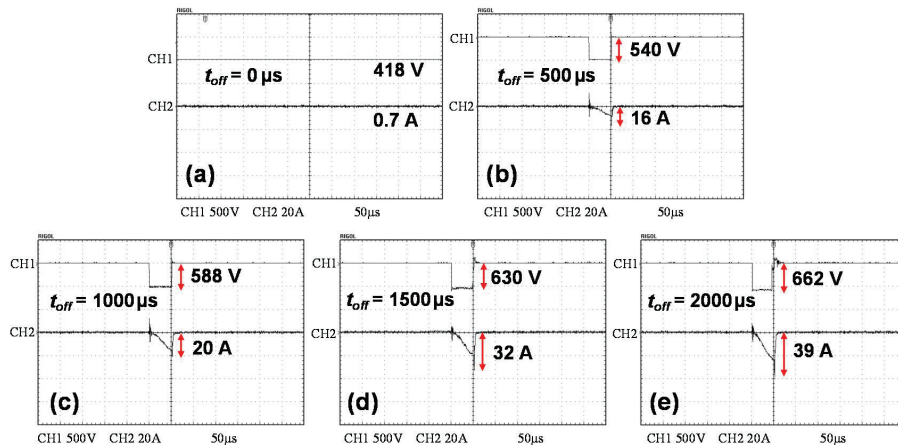 RIGOL
CH1
418 V
t_off = 0 µs
CH2
0.7 A
(a)
CH1 500V CH2 20A 50µs
RIGOL
CH1
540 V
t_off = 500 µs
CH2
16 A
(b)
CH1 500V CH2 20A 50µs
RIGOL
CH1
588 V
t_off = 1000 µs
CH2
20 A
(c)
CH1 500V CH2 20A 50µs
RIGOL
CH1
630 V
t_off = 1500 µs
CH2
32 A
(d)
CH1 500V CH2 20A 50µs
RIGOL
CH1
662 V
t_off = 2000 µs
CH2
39 A
(e)
CH1 500V CH2 20A 50µs